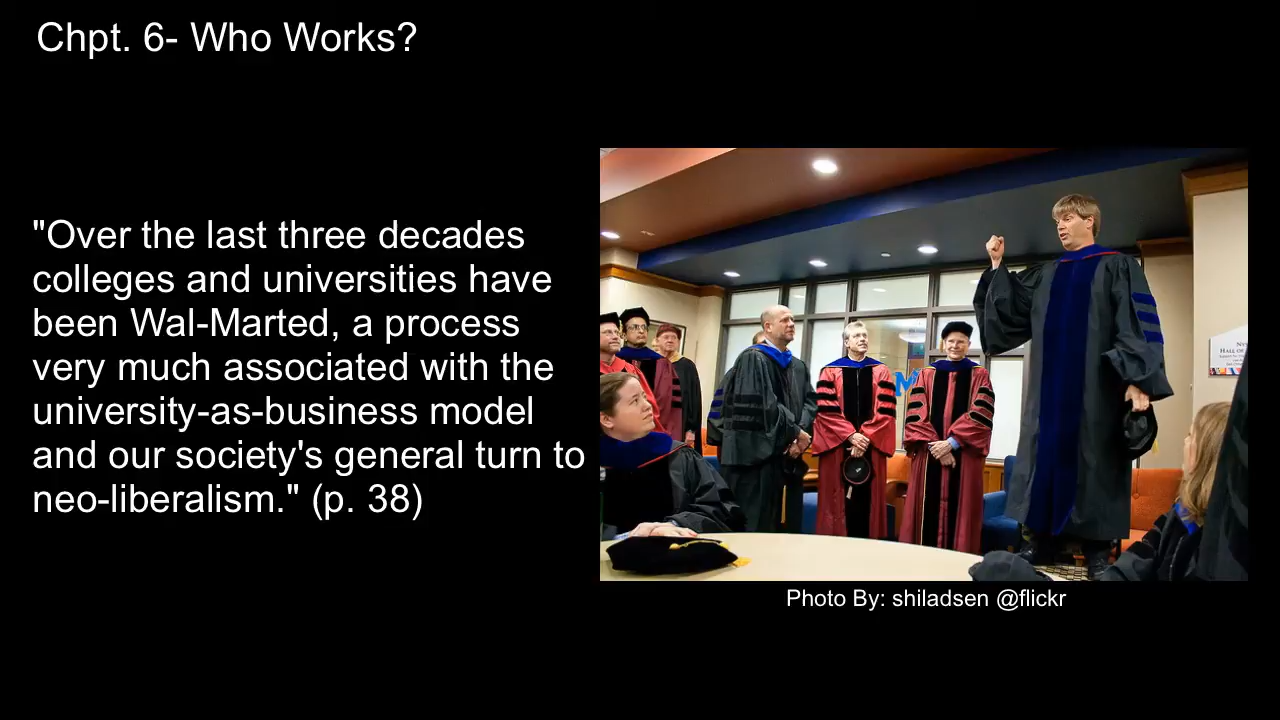 Chpt. 6- Who Works?
"Over the last three decades
colleges and universities have
been Wal-Marted, a process
very much associated with the
university-as-business model
and our society's general turn to
neo-liberalism." (p. 38)
M
HALL OF
Photo By: shiladsen @flickr